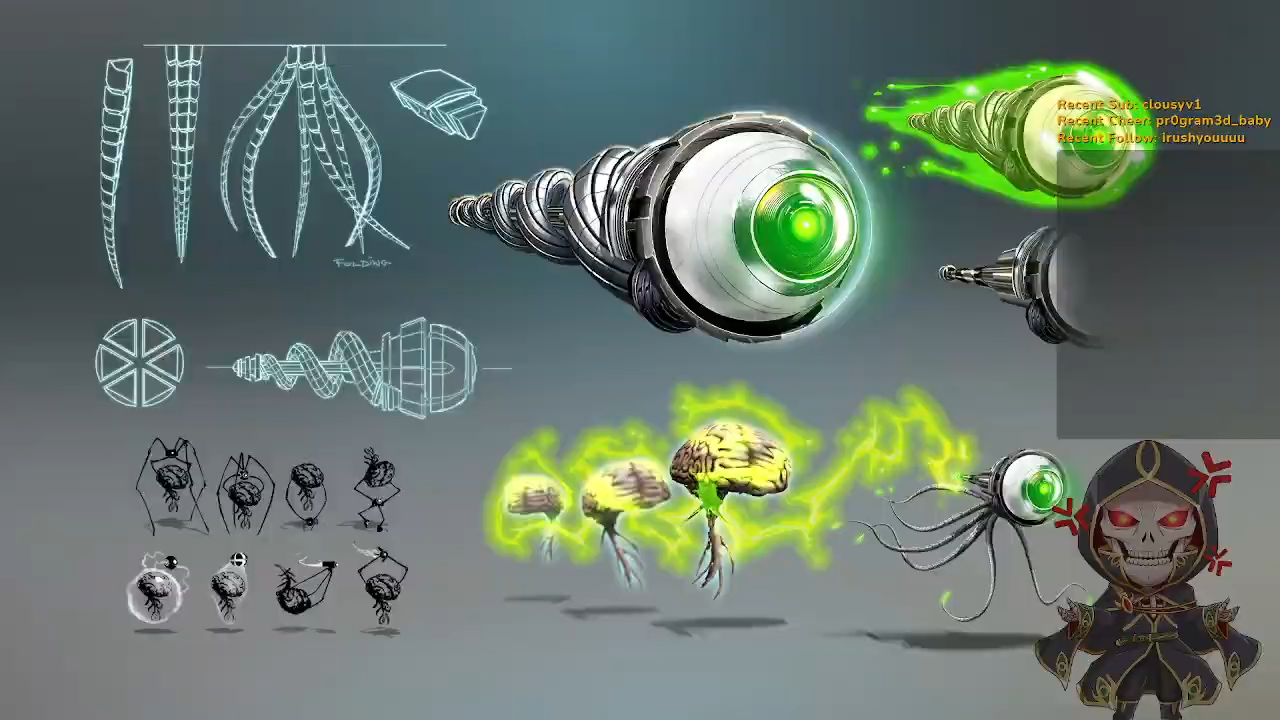 Recent Sub: clousyv1
Recent Cheer: pr0gram3d_baby
Recent Follow: irushyouuuu
FOLDING